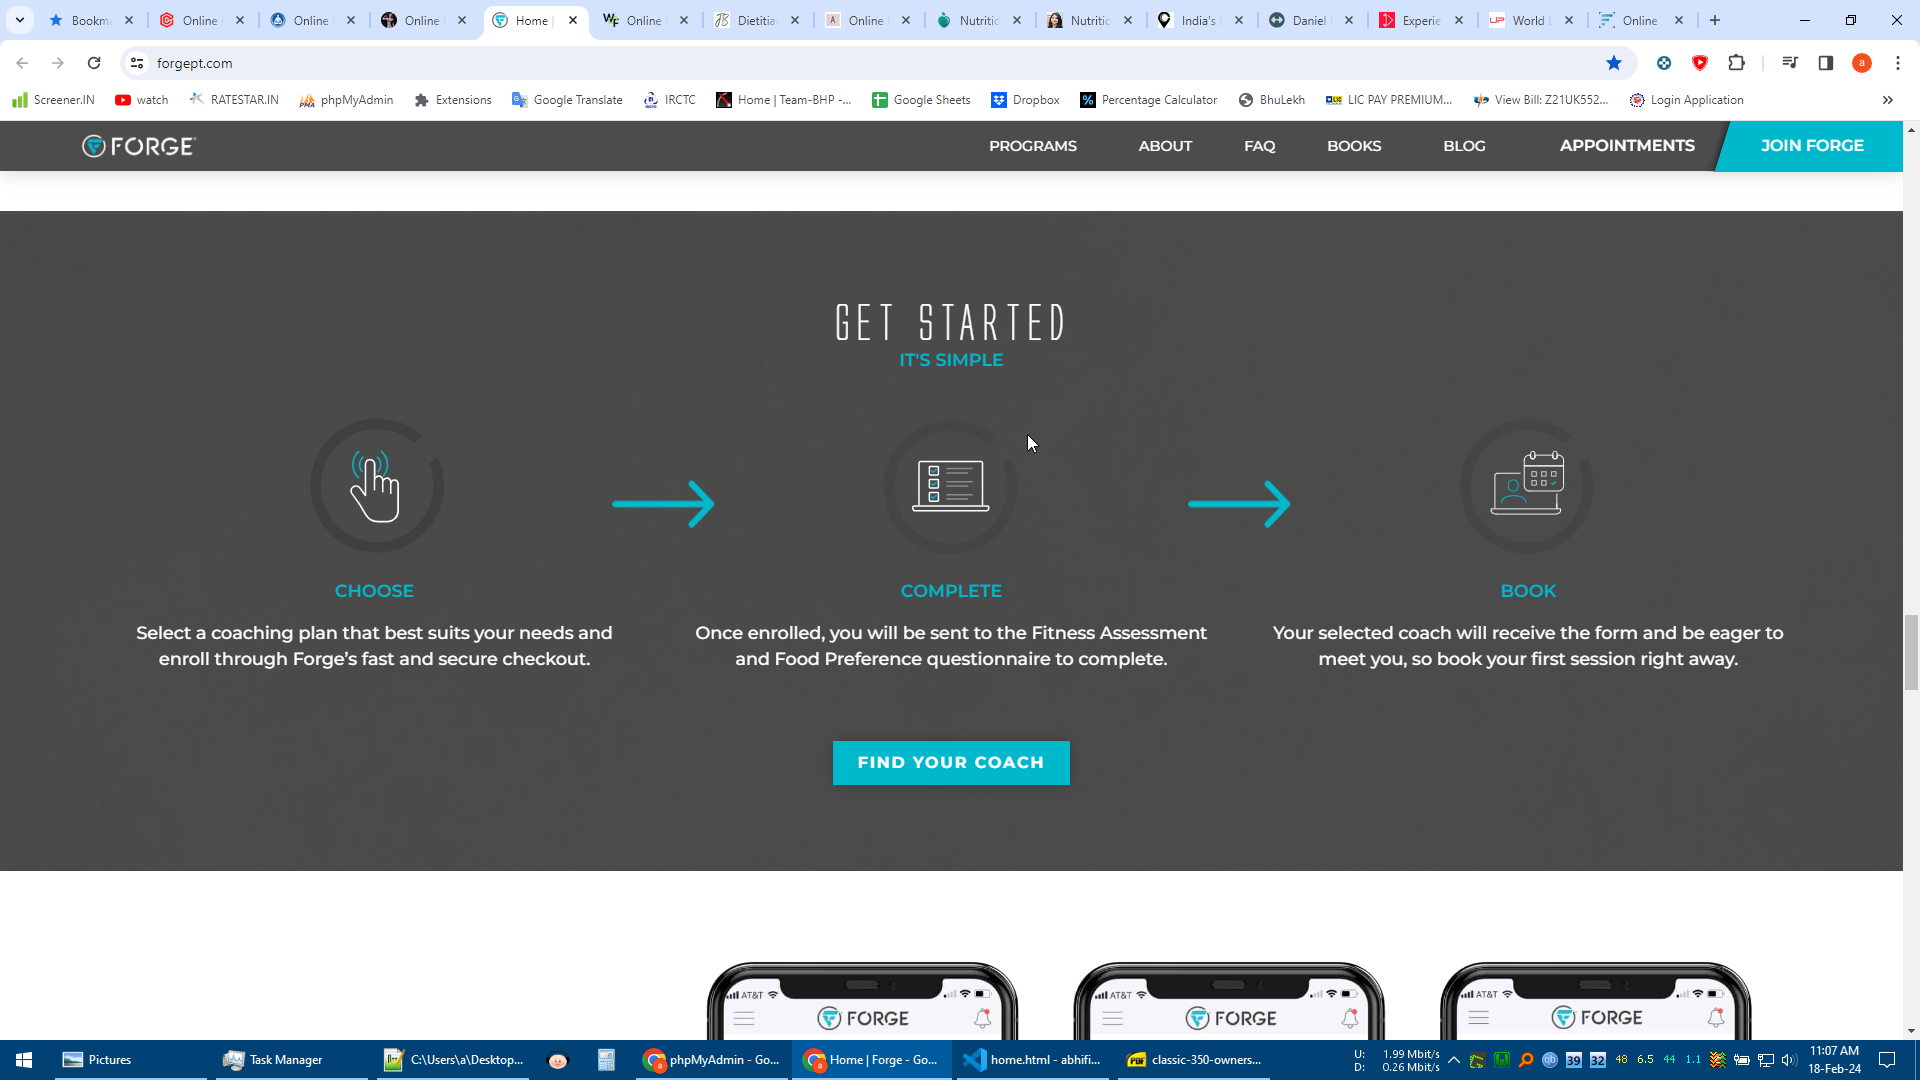 Bookma
Online
Online
Online
Home |
Online
Dietitia
Online
Nutritic
Nutritic
India's
Daniel
Experie
World
Online
forgept.com
a
Screener.IN
watch
RATESTAR.IN
phpMyAdmin
Extensions
Google Translate
IRCTC
Home | Team-BHP -...
Google Sheets
Dropbox
Percentage Calculator
BhuLekh
LIC PAY PREMIUM...
View Bill: Z21UK552...
Login Application
FORGE
PROGRAMS
ABOUT
FAQ
BOOKS
BLOG
APPOINTMENTS
JOIN FORGE
GET STARTED
IT'S SIMPLE
CHOOSE
Select a coaching plan that best suits your needs and
enroll through Forge’s fast and secure checkout.
COMPLETE
Once enrolled, you will be sent to the Fitness Assessment
and Food Preference questionnaire to complete.
BOOK
Your selected coach will receive the form and be eager to
meet you, so book your first session right away.
FIND YOUR COACH
AT&T
FORGE
AT&T
FORGE
AT&T
FORGE
Pictures
Task Manager
C:\Users\a\Desktop...
phpMyAdmin - Go...
Home | Forge - Go...
home.html - abhifi...
classic-350-owners...
U: 1.99 Mbit/s
D: 0.26 Mbit/s
39
32
48
6.5
44
1.1
11:07 AM
18-Feb-24